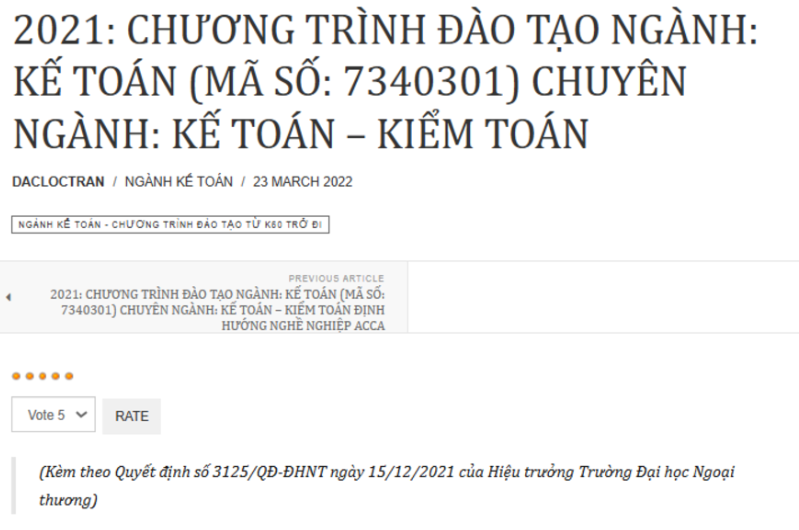 2021: CHƯƠNG TRÌNH ĐÀO TẠO NGÀNH:
KẾ TOÁN (MÃ SỐ: 7340301) CHUYÊN
NGÀNH: KẾ TOÁN – KIỂM TOÁN
DACLOCTRAN / NGÀNH KẾ TOÁN / 23 MARCH 2022
NGÀNH KẾ TOÁN - CHƯƠNG TRÌNH ĐÀO TẠO TỪ K60 TRỞ ĐI
PREVIOUS ARTICLE
2021: CHƯƠNG TRÌNH ĐÀO TẠO NGÀNH: KẾ TOÁN (MÃ SỐ:
7340301) CHUYÊN NGÀNH: KẾ TOÁN – KIỂM TOÁN ĐỊNH
HƯỚNG NGHỀ NGHIỆP ACCA
Vote 5 RATE
(Kèm theo Quyết định số 3125/QĐ-ĐHNT ngày 15/12/2021 của Hiệu trưởng Trường Đại học Ngoại
thương)